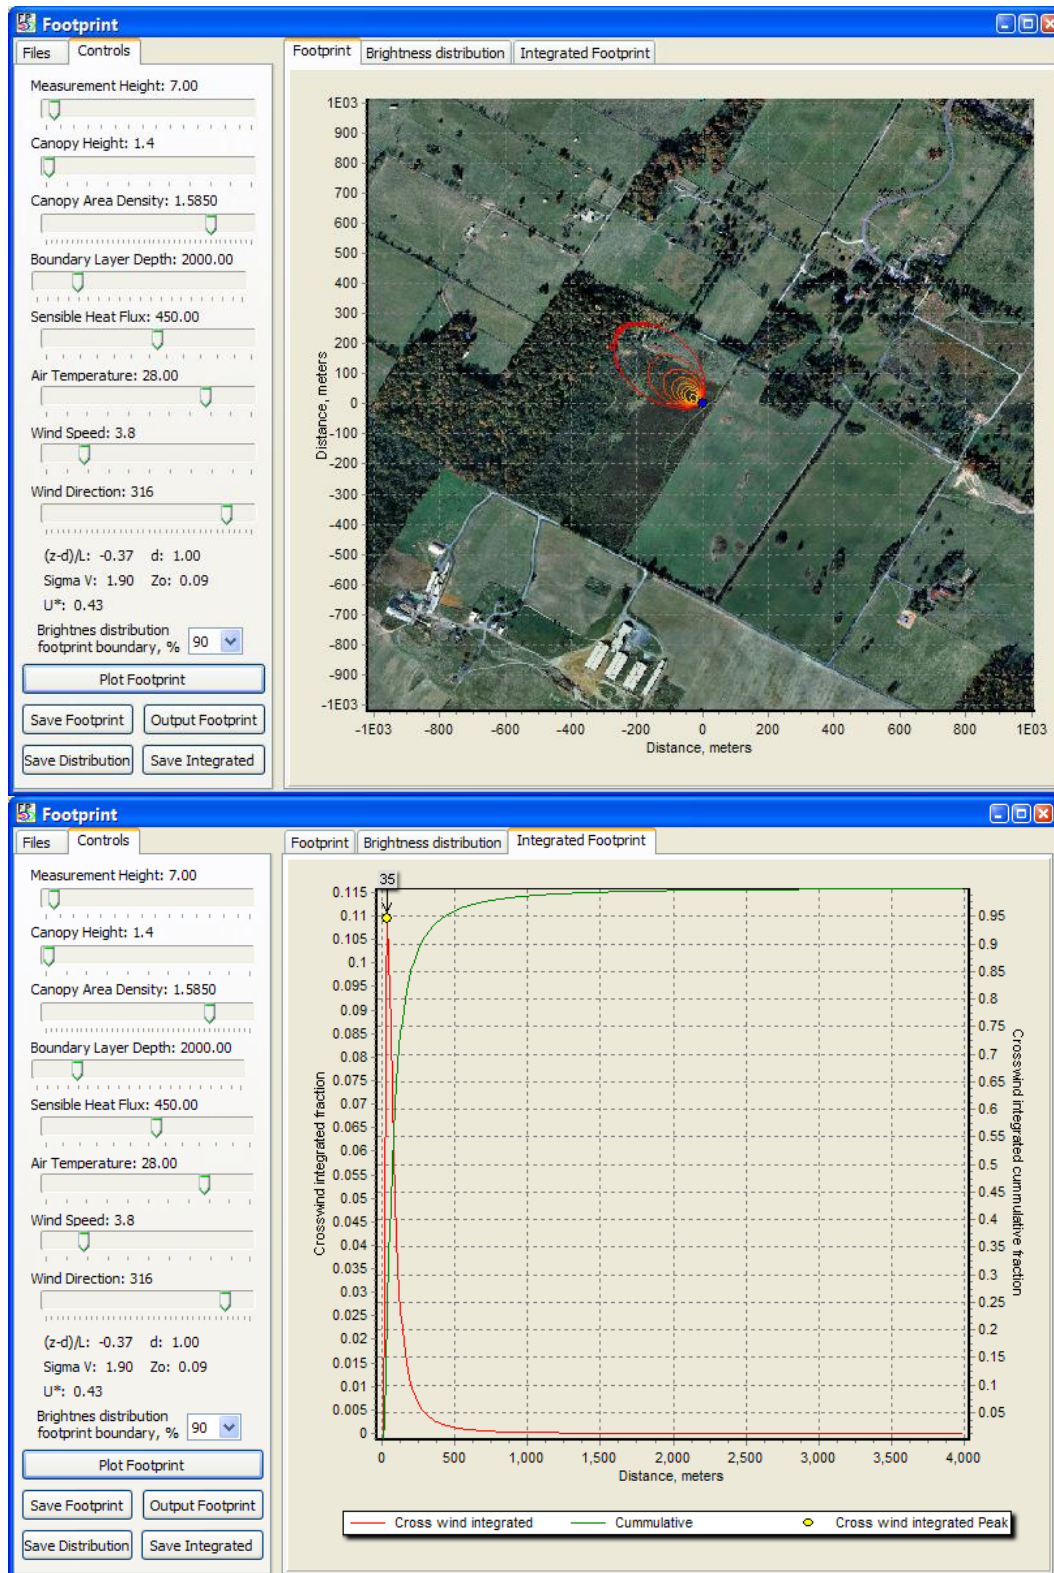 Footprint
Files
Controls
Footprint
Brightness distribution
Integrated Footprint
Measurement Height: 7.00
Canopy Height: 1.4
Canopy Area Density: 1.5850
Boundary Layer Depth: 2000.00
Sensible Heat Flux: 450.00
Air Temperature: 28.00
Wind Speed: 3.8
Wind Direction: 316
(z-d)/L: -0.37 d: 1.00
Sigma V: 1.90 Zo: 0.09
U*: 0.43
Brightnes distribution
footprint boundary, % 90
Plot Footprint
Save Footprint
Output Footprint
Save Distribution
Save Integrated
Distance, meters
1E03
900
800
700
600
500
400
300
200
100
0
-100
-200
-300
-400
-500
-600
-700
-800
-900
-1E03
-1E03
-800
-600
-400
-200
0
200
400
600
800
1E03
Distance, meters
Footprint
Files
Controls
Footprint
Brightness distribution
Integrated Footprint
Measurement Height: 7.00
Canopy Height: 1.4
Canopy Area Density: 1.5850
Boundary Layer Depth: 2000.00
Sensible Heat Flux: 450.00
Air Temperature: 28.00
Wind Speed: 3.8
Wind Direction: 316
(z-d)/L: -0.37 d: 1.00
Sigma V: 1.90 Zo: 0.09
U*: 0.43
Brightnes distribution
footprint boundary, % 90
Plot Footprint
Save Footprint
Output Footprint
Save Distribution
Save Integrated
35
Crosswind integrated fraction
0.115
0.11
0.105
0.1
0.095
0.09
0.085
0.08
0.075
0.07
0.065
0.06
0.055
0.05
0.045
0.04
0.035
0.03
0.025
0.02
0.015
0.01
0.005
0
0.95
0.9
0.85
0.8
0.75
0.7
0.65
0.6
0.55
0.5
0.45
0.4
0.35
0.3
0.25
0.2
0.15
0.1
0.05
Crosswind integrated cummulative fraction
0
500
1,000
1,500
2,000
2,500
3,000
3,500
4,000
Distance, meters
Cross wind integrated
Cummulative
Cross wind integrated Peak